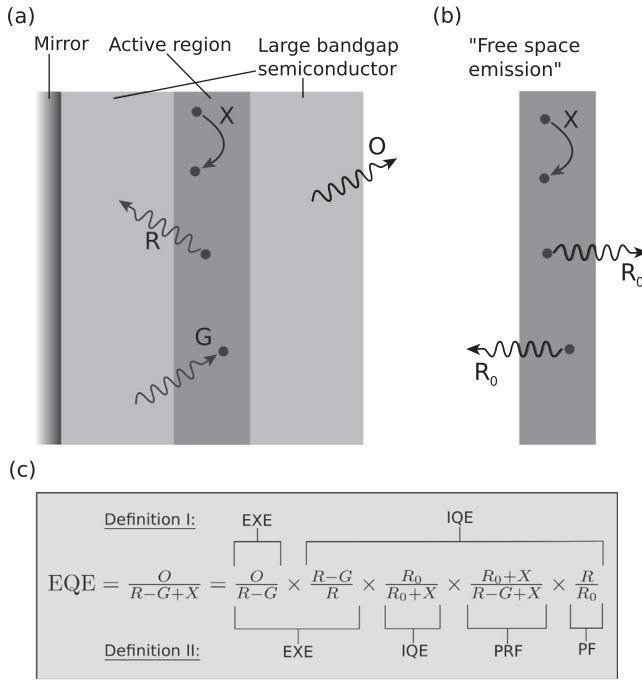 (a)
Mirror Active region Large bandgap
semiconductor
X
O
R
G
(b)
"Free space
emission"
X
R₀
R₀
(c)
Definition I: EXE IQE
EQE = O/(R−G+X) = O/(R−G) × (R−G)/R × R₀/(R₀+X) × (R₀+X)/(R−G+X) × R/R₀
Definition II: EXE IQE PRF PF